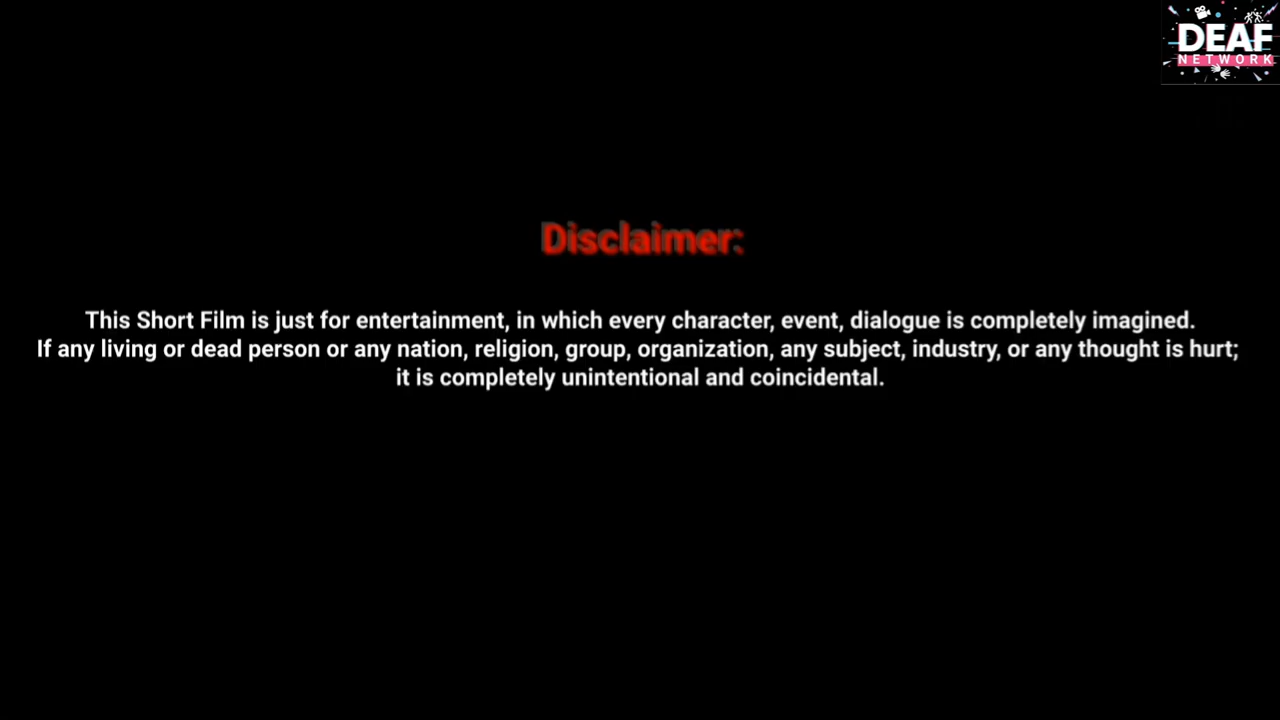 DEAF
NETWORK
Disclaimer:
This Short Film is just for entertainment, in which every character, event, dialogue is completely imagined.
If any living or dead person or any nation, religion, group, organization, any subject, industry, or any thought is hurt;
it is completely unintentional and coincidental.